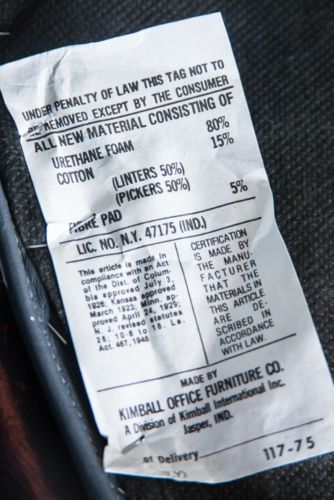 UNDER PENALTY OF LAW THIS TAG NOT TO
BE REMOVED EXCEPT BY THE CONSUMER
ALL NEW MATERIAL CONSISTING OF
URETHANE FOAM 80%
COTTON 15%
(LINTERS 50%)
(PICKERS 50%)
FIBRE PAD 5%
LIC. NO. N.Y. 47175 (IND.)
This article is made in
compliance with an Act
of the Dist. of Colum-
bia approved July 3,
1926; Kansas approved
March 1923; Minn. ap-
proved April 24, 1929;
N. J. revised statutes
26: 10-6 to 18. La.
Act 467, 1948
CERTIFICATION
IS MADE BY
THE MANU-
FACTURER
THAT THE
MATERIALS IN
THIS ARTICLE
ARE DE-
SCRIBED IN
ACCORDANCE
WITH LAW.
MADE BY
KIMBALL OFFICE FURNITURE CO.
A Division of Kimball International Inc.
Jasper, IND.
of Delivery 117-75